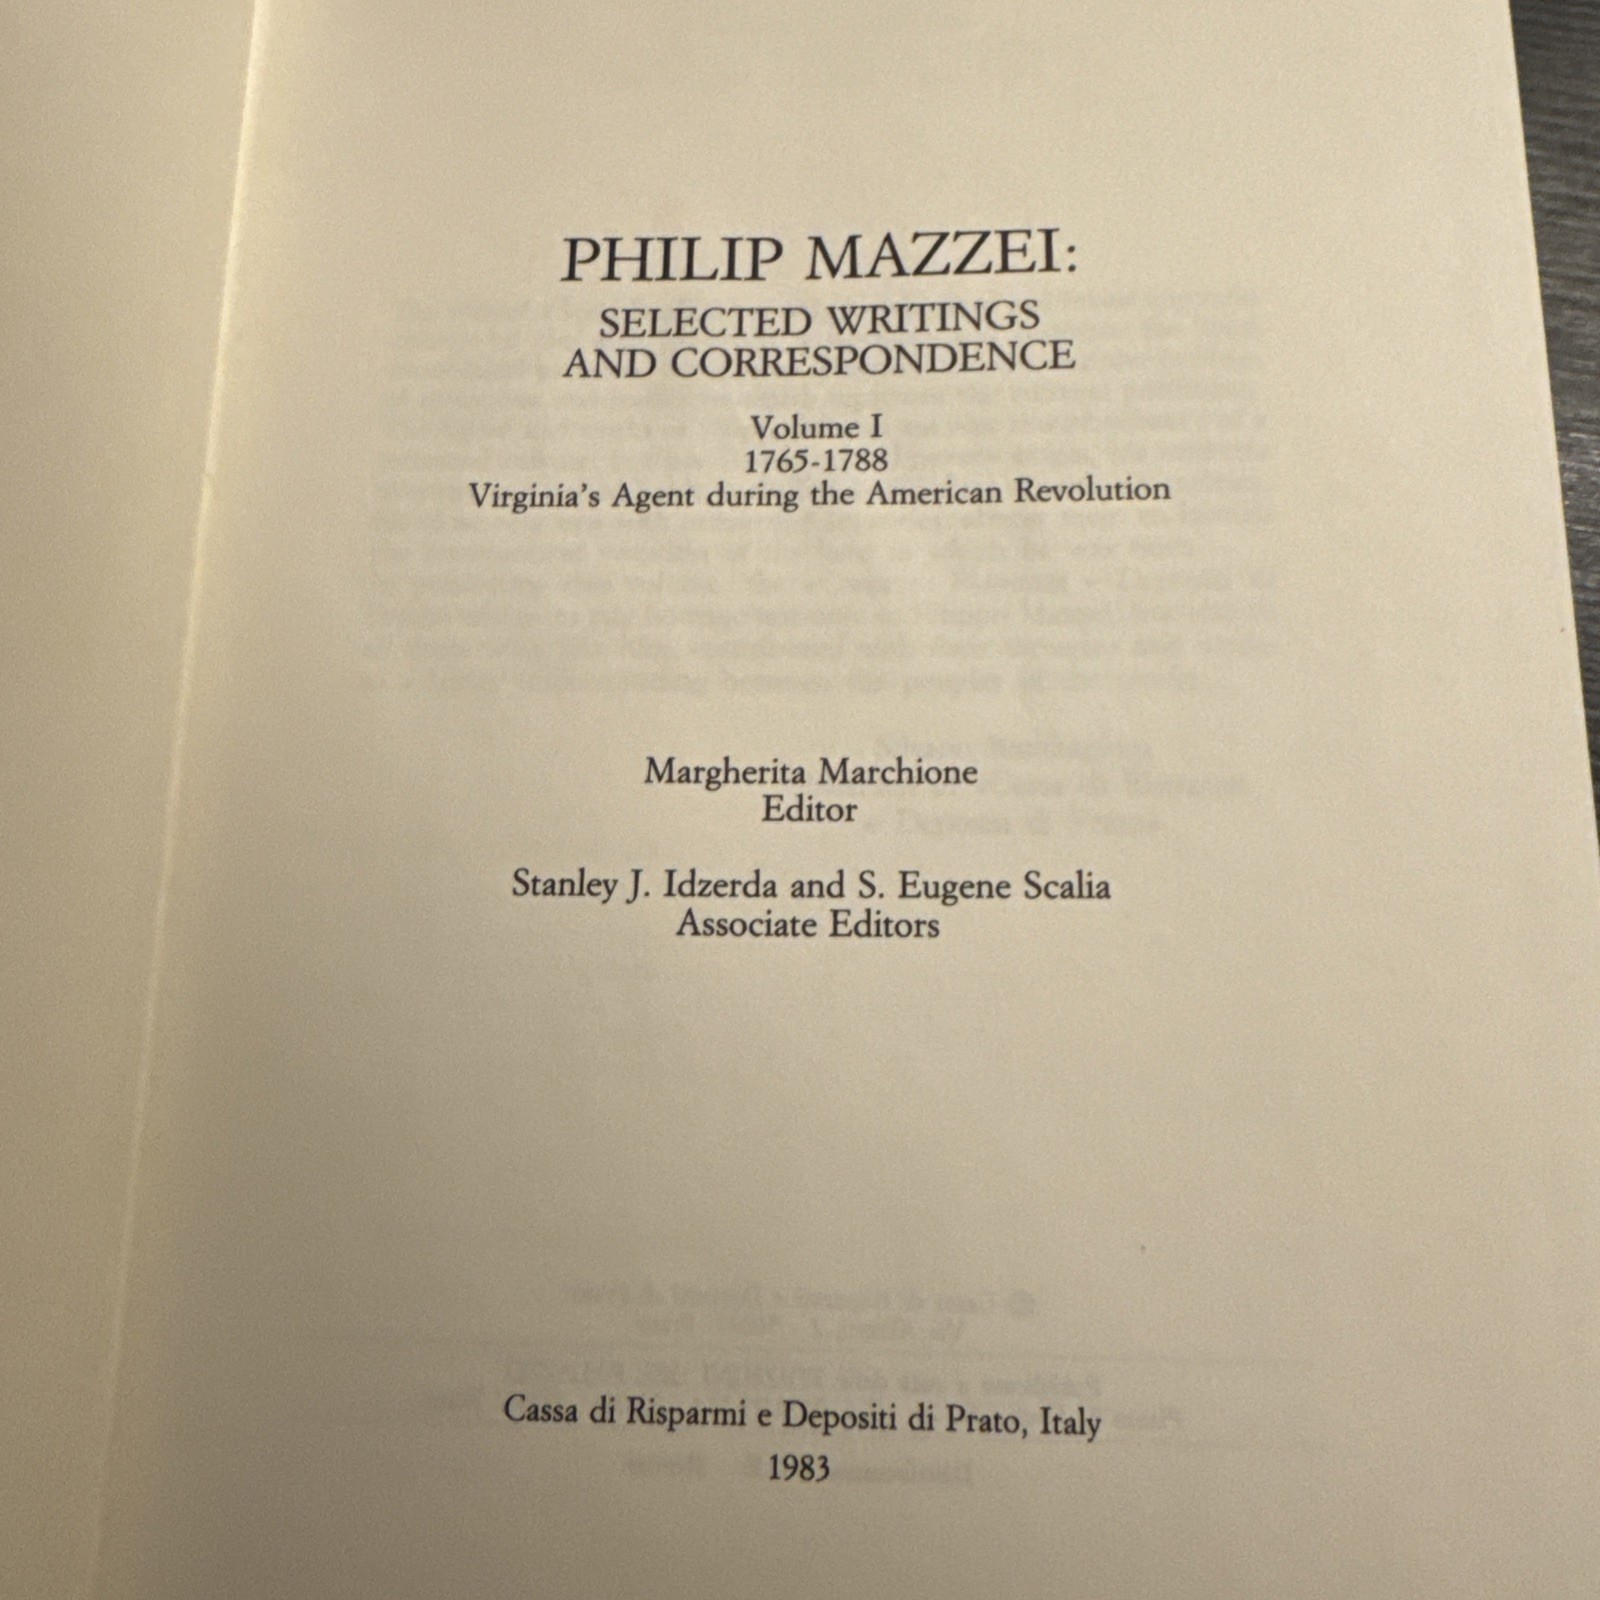 PHILIP MAZZEI:
SELECTED WRITINGS
AND CORRESPONDENCE
Volume I
1765-1788
Virginia's Agent during the American Revolution
Margherita Marchione
Editor
Stanley J. Idzerda and S. Eugene Scalia
Associate Editors
Cassa di Risparmi e Depositi di Prato, Italy
1983